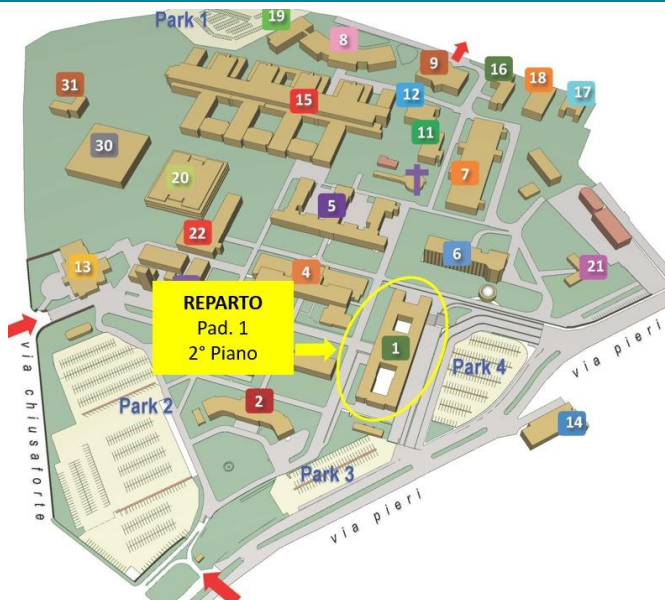 Park 1
19
8
9
16
18
17
31
15
12
11
30
20
7
5
22
6
21
13
4
REPARTO
Pad. 1
2° Piano
1
Park 4
via pieri
via chiusaforte
Park 2
2
14
Park 3
via pieri